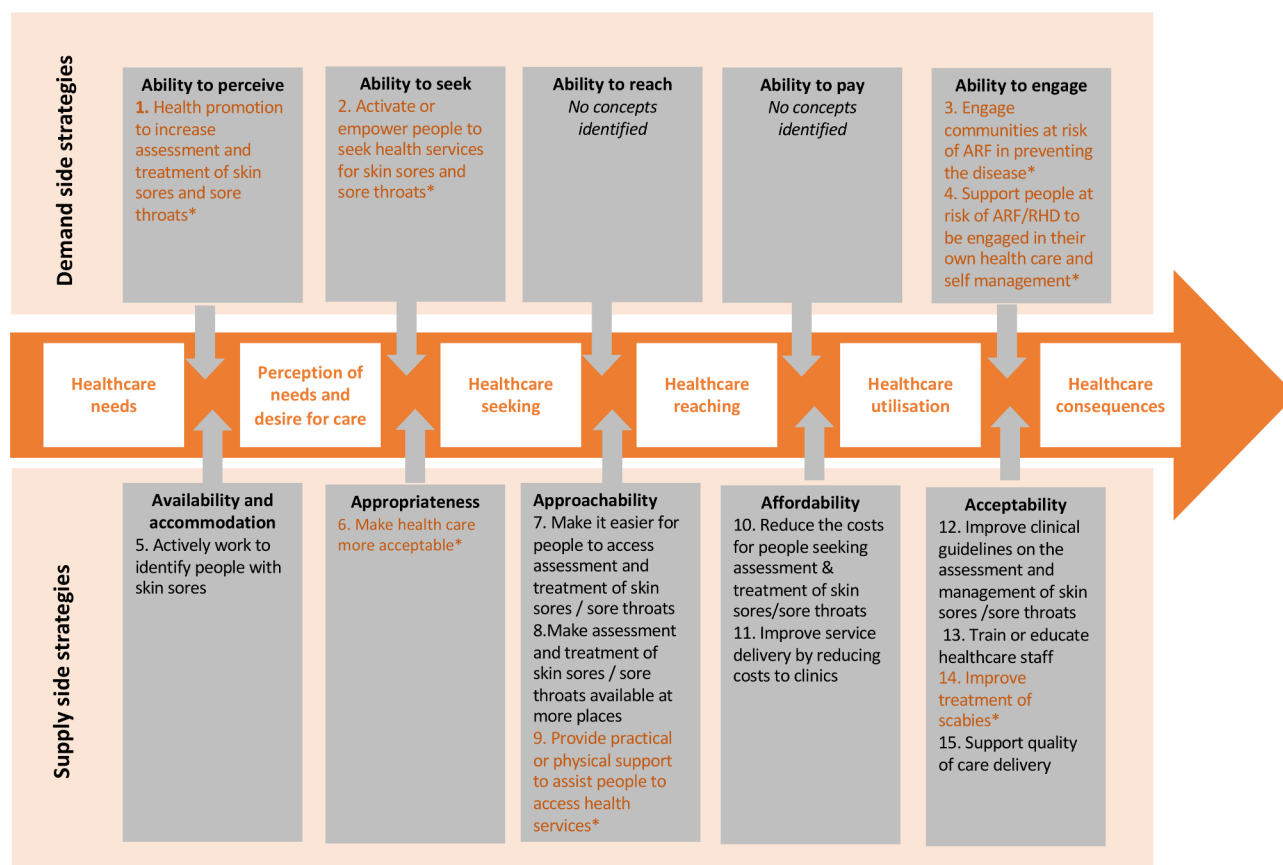 Demand side strategies
Ability to perceive
1. Health promotion
to increase
assessment and
treatment of skin
sores and sore
throats*
Ability to seek
2. Activate or
empower people to
seek health services
for skin sores and
sore throats*
Ability to reach
No concepts
identified
Ability to pay
No concepts
identified
Ability to engage
3. Engage
communities at risk
of ARF in preventing
the disease*
4. Support people at
risk of ARF/RHD to
be engaged in their
own health care and
self management*
Healthcare
needs
Perception of
needs and
desire for care
Healthcare
seeking
Healthcare
reaching
Healthcare
utilisation
Healthcare
consequences
Supply side strategies
Availability and
accommodation
5. Actively work to
identify people with
skin sores
Appropriateness
6. Make health care
more acceptable*
Approachability
7. Make it easier for
people to access
assessment and
treatment of skin
sores / sore throats
8.Make assessment
and treatment of
skin sores / sore
throats available at
more places
9. Provide practical
or physical support
to assist people to
access health
services*
Affordability
10. Reduce the costs
for people seeking
assessment &
treatment of skin
sores/sore throats
11. Improve service
delivery by reducing
costs to clinics
Acceptability
12. Improve clinical
guidelines on the
assessment and
management of skin
sores /sore throats
13. Train or educate
healthcare staff
14. Improve
treatment of
scabies*
15. Support quality
of care delivery